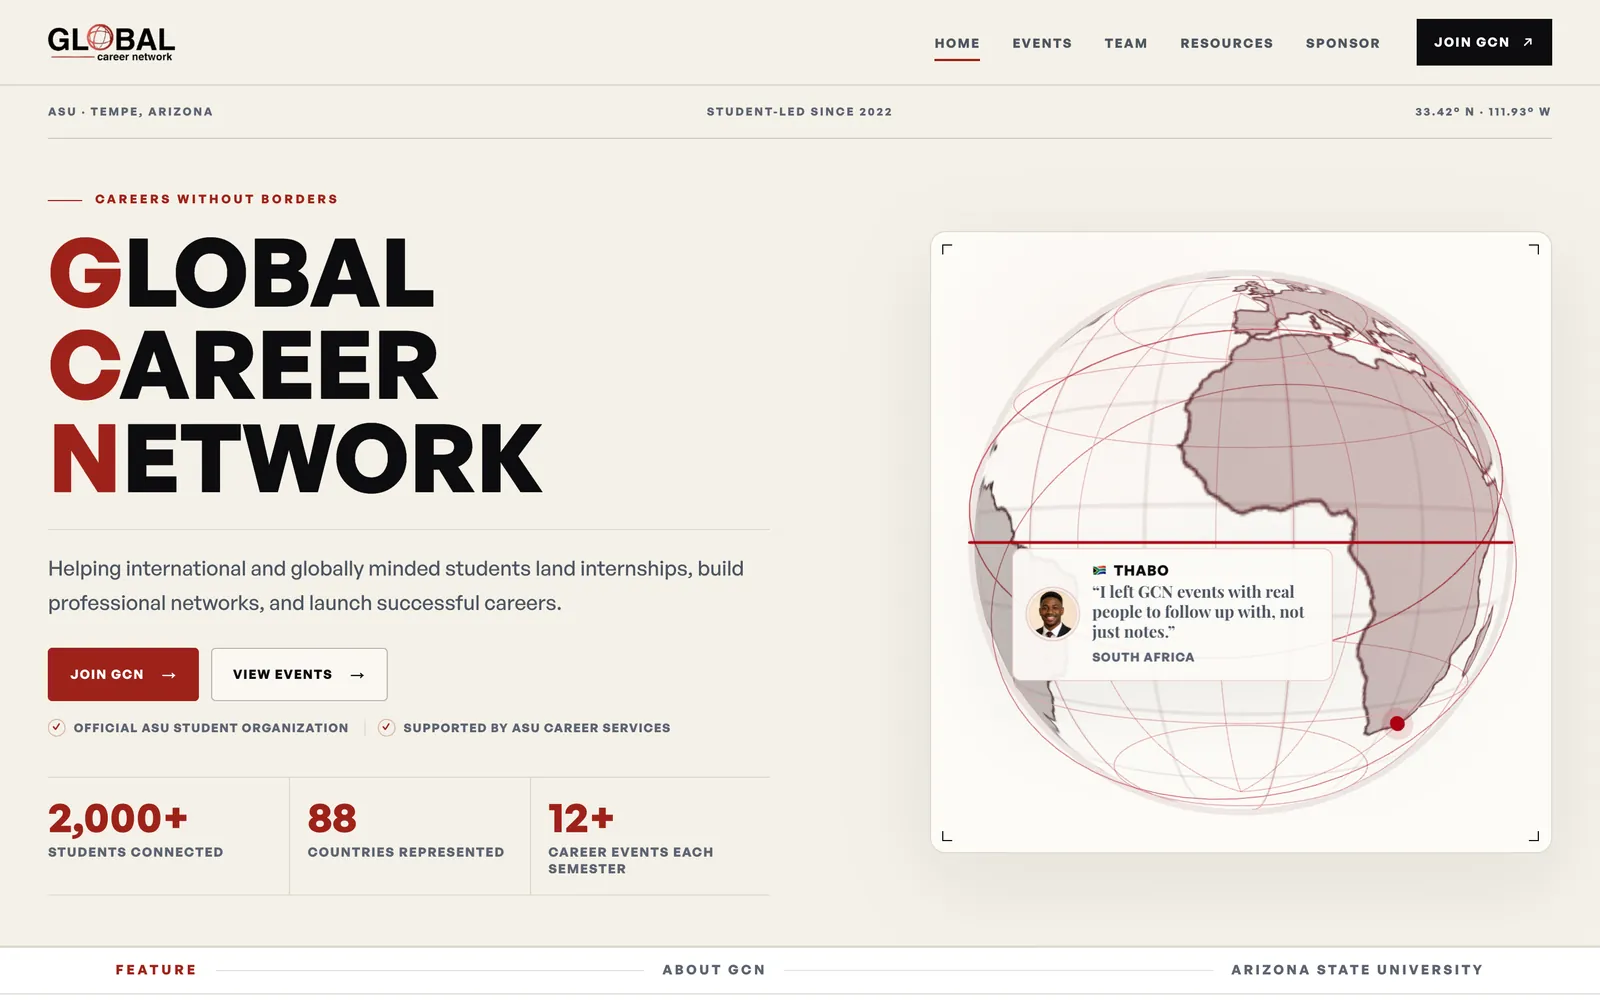 GLOBAL
career network
HOME
EVENTS
TEAM
RESOURCES
SPONSOR
JOIN GCN ↗
ASU · TEMPE, ARIZONA
STUDENT-LED SINCE 2022
33.42° N · 111.93° W
CAREERS WITHOUT BORDERS
GLOBAL
CAREER
NETWORK
Helping international and globally minded students land internships, build
professional networks, and launch successful careers.
JOIN GCN →
VIEW EVENTS →
OFFICIAL ASU STUDENT ORGANIZATION
SUPPORTED BY ASU CAREER SERVICES
2,000+
STUDENTS CONNECTED
88
COUNTRIES REPRESENTED
12+
CAREER EVENTS EACH
SEMESTER
THABO
“I left GCN events with real
people to follow up with, not
just notes.”
SOUTH AFRICA
FEATURE
ABOUT GCN
ARIZONA STATE UNIVERSITY